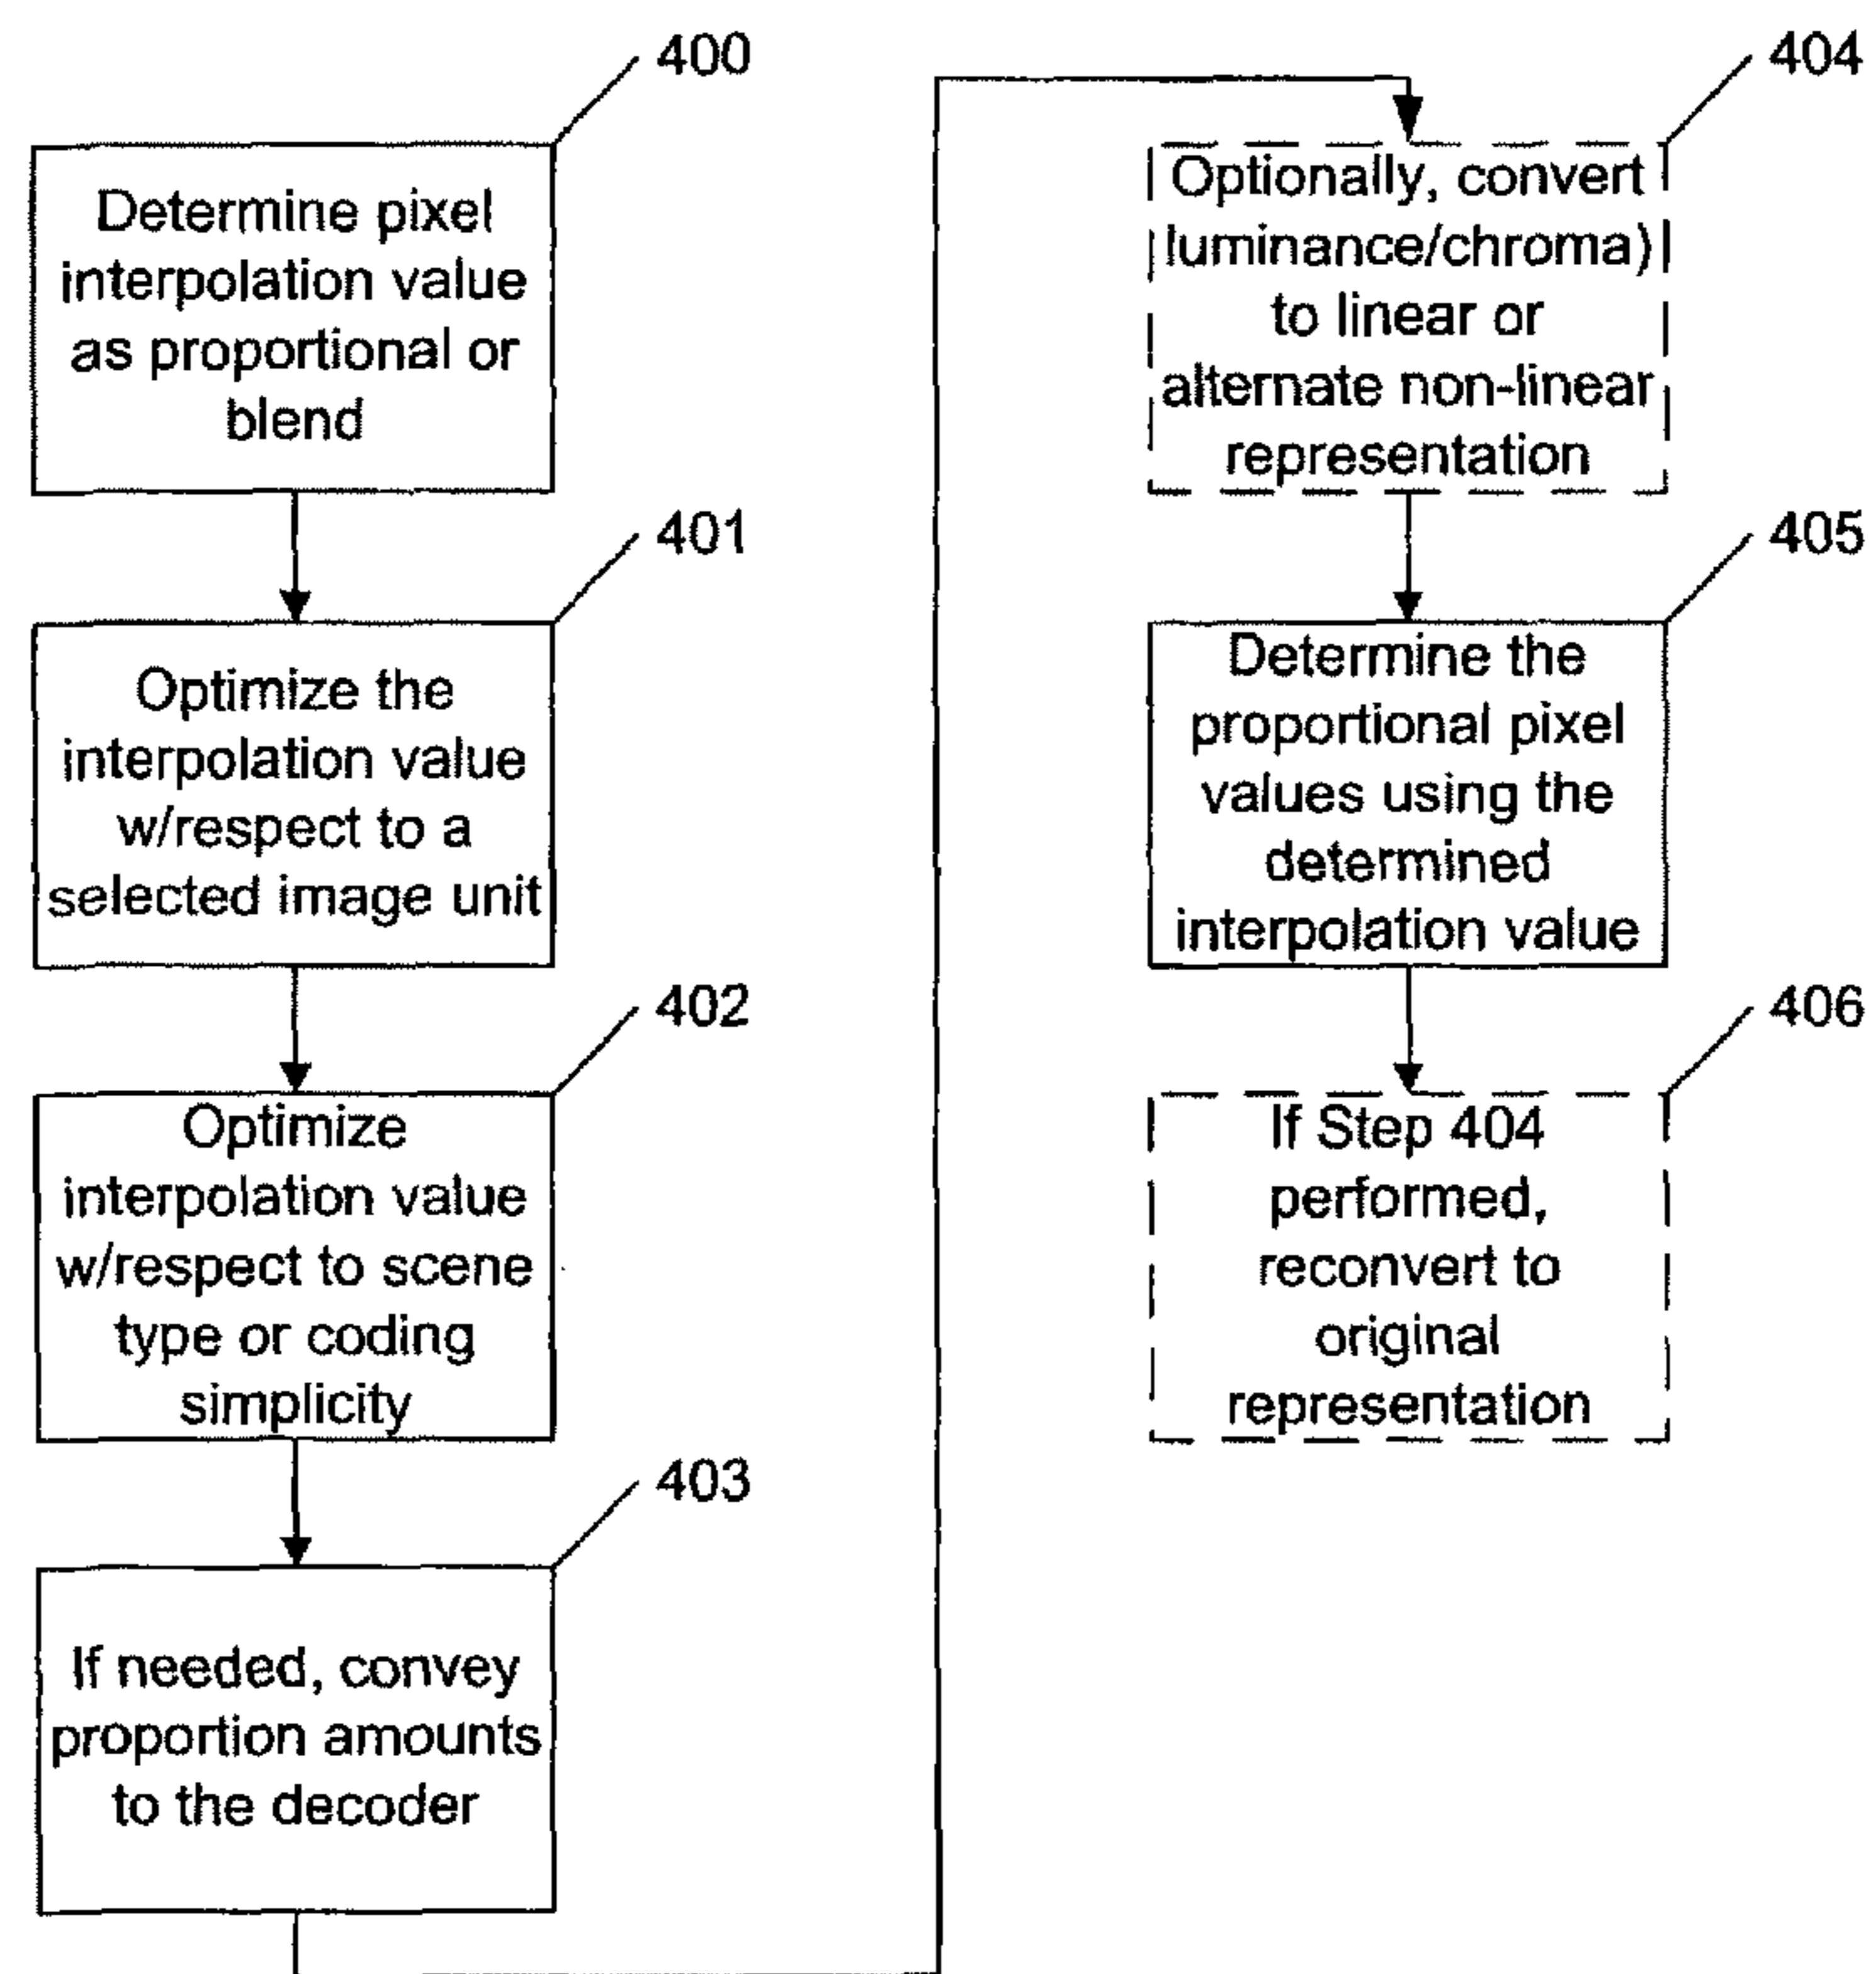 400
Determine pixel
interpolation value
as proportional or
blend
401
Optimize the
interpolation value
w/respect to a
selected image unit
402
Optimize
interpolation value
w/respect to scene
type or coding
simplicity
403
If needed, convey
proportion amounts
to the decoder
404
Optionally, convert
luminance/chroma)
to linear or
alternate non-linear
representation
405
Determine the
proportional pixel
values using the
determined
interpolation value
406
If Step 404
performed,
reconvert to
original
representation